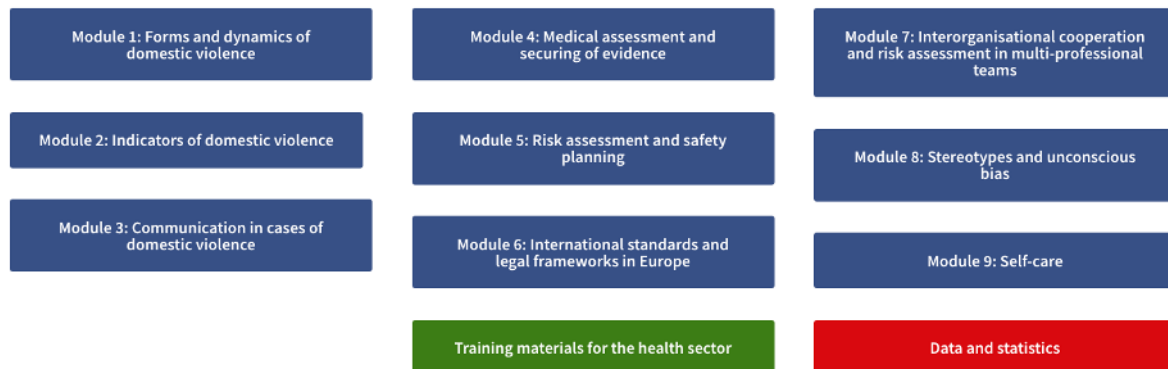 Module 1: Forms and dynamics of
domestic violence
Module 2: Indicators of domestic violence
Module 3: Communication in cases of
domestic violence
Module 4: Medical assessment and
securing of evidence
Module 5: Risk assessment and safety
planning
Module 6: International standards and
legal frameworks in Europe
Training materials for the health sector
Module 7: Interorganisational cooperation
and risk assessment in multi-professional
teams
Module 8: Stereotypes and unconscious
bias
Module 9: Self-care
Data and statistics